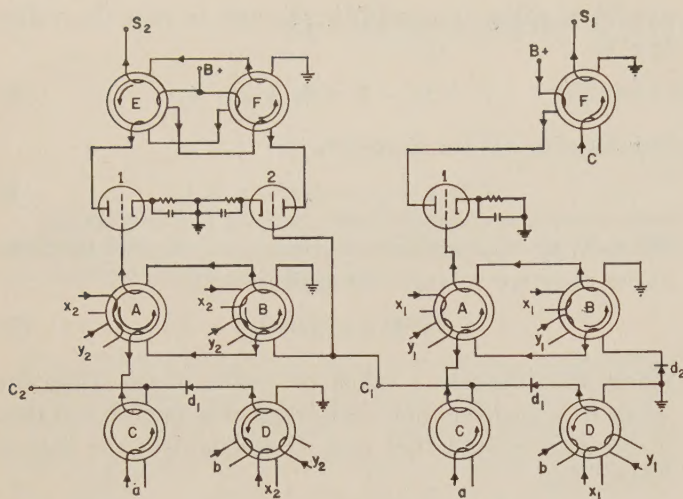 S2 S1
B+ B+
E F F
C
1 2 1
A B A B
x2 x2 x1 x1
y2 y2 y1 y1
C2 d1 C1 d1 d2
C D C D
a b x2 y2 a b x1 y1